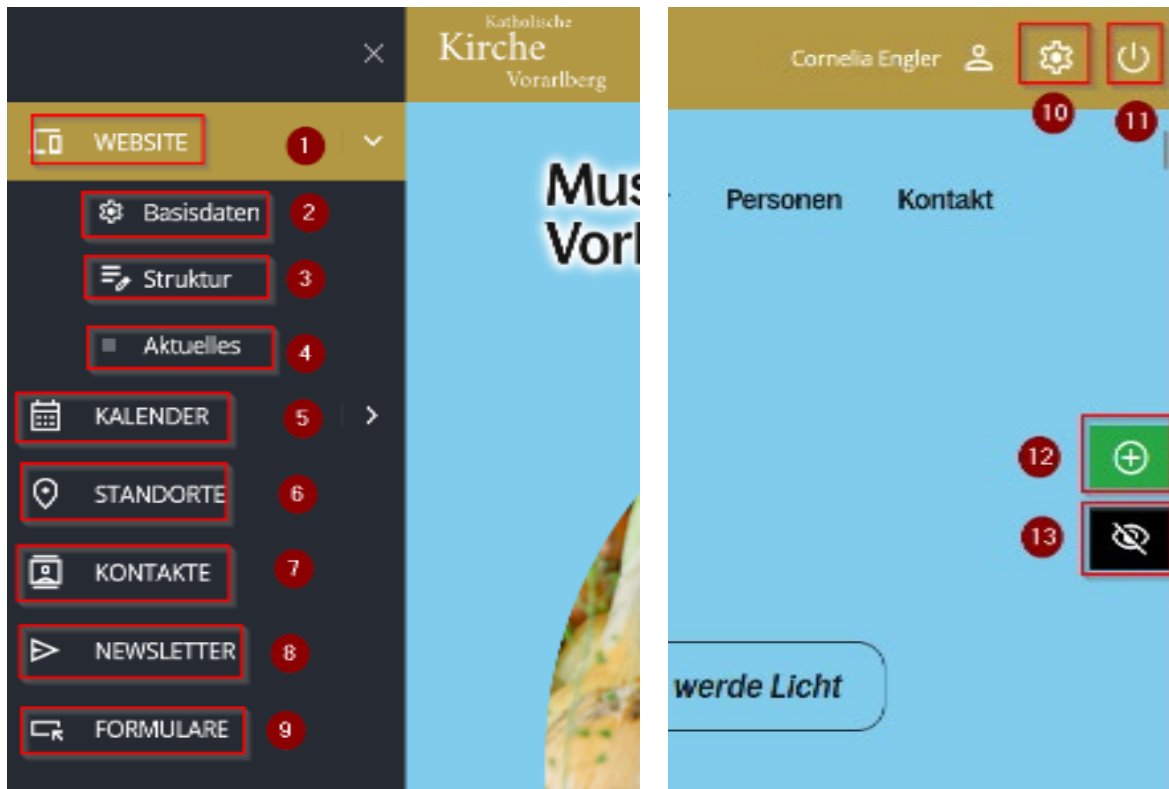 Katholische
Kirche
Vorarlberg
WEBSITE
1
Basisdaten
2
Struktur
3
Aktuelles
4
KALENDER
5
STANDORTE
6
KONTAKTE
7
NEWSLETTER
8
FORMULARE
9
Mus
Vorl
Cornelia Engler
10
11
Personen
Kontakt
12
13
werde Licht